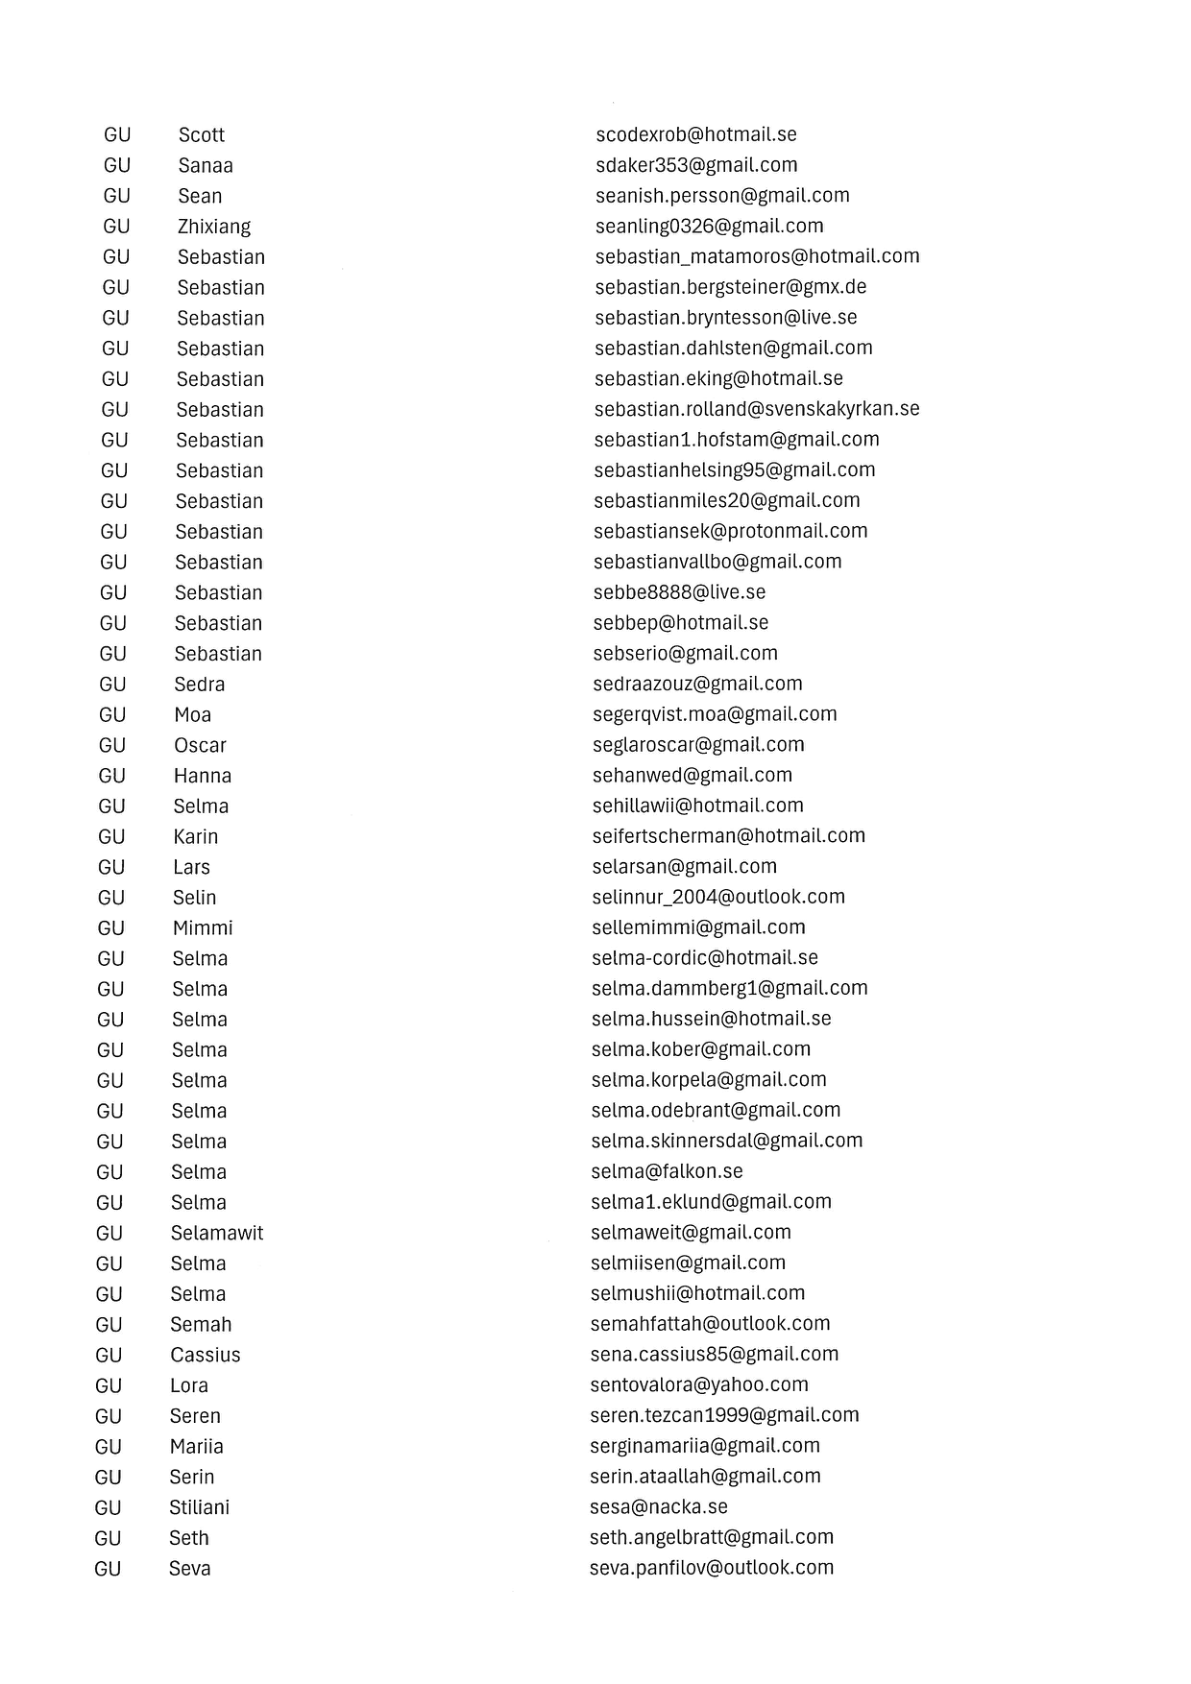 GU Scott scodexrob@hotmail.se
GU Sanaa sdaker353@gmail.com
GU Sean seanish.persson@gmail.com
GU Zhixiang seanling0326@gmail.com
GU Sebastian sebastian_matamoros@hotmail.com
GU Sebastian sebastian.bergsteiner@gmx.de
GU Sebastian sebastian.bryntesson@live.se
GU Sebastian sebastian.dahlsten@gmail.com
GU Sebastian sebastian.eking@hotmail.se
GU Sebastian sebastian.rolland@svenskakyrkan.se
GU Sebastian sebastian1.hofstam@gmail.com
GU Sebastian sebastianhelsing95@gmail.com
GU Sebastian sebastianmiles20@gmail.com
GU Sebastian sebastiansek@protonmail.com
GU Sebastian sebastianvallbo@gmail.com
GU Sebastian sebbe8888@live.se
GU Sebastian sebbep@hotmail.se
GU Sebastian sebserio@gmail.com
GU Sedra sedraazouz@gmail.com
GU Moa segerqvist.moa@gmail.com
GU Oscar seglaroscar@gmail.com
GU Hanna sehanwed@gmail.com
GU Selma sehillawii@hotmail.com
GU Karin seifertscherman@hotmail.com
GU Lars selarsan@gmail.com
GU Selin selinnur_2004@outlook.com
GU Mimmi sellemimmi@gmail.com
GU Selma selma-cordic@hotmail.se
GU Selma selma.dammberg1@gmail.com
GU Selma selma.hussein@hotmail.se
GU Selma selma.kober@gmail.com
GU Selma selma.korpela@gmail.com
GU Selma selma.odebrant@gmail.com
GU Selma selma.skinnersdal@gmail.com
GU Selma selma@falkon.se
GU Selma selma1.eklund@gmail.com
GU Selamawit selmaweit@gmail.com
GU Selma selmiisen@gmail.com
GU Selma selmushii@hotmail.com
GU Semah semahfattah@outlook.com
GU Cassius sena.cassius85@gmail.com
GU Lora sentovalora@yahoo.com
GU Seren seren.tezcan1999@gmail.com
GU Mariia serginamariia@gmail.com
GU Serin serin.ataallah@gmail.com
GU Stiliani sesa@nacka.se
GU Seth seth.angelbratt@gmail.com
GU Seva seva.panfilov@outlook.com